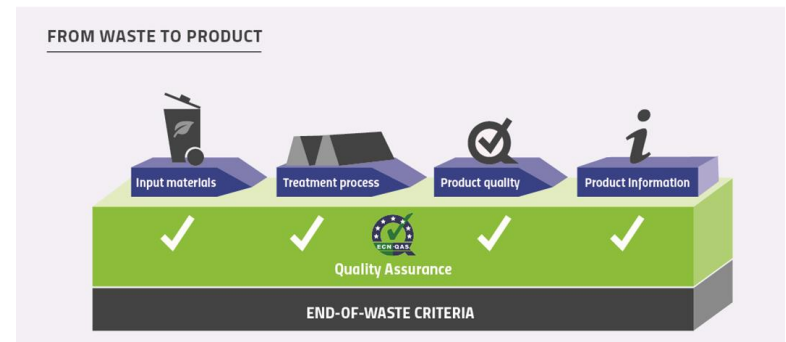 FROM WASTE TO PRODUCT
Input materials
Treatment process
Product quality
Product Information
ECN-QAS
Quality Assurance
END-OF-WASTE CRITERIA